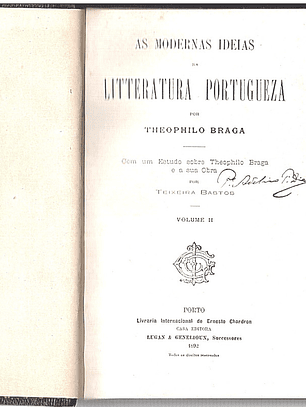 AS MODERNAS IDEIAS
NA
LITTERATURA PORTUGUEZA
POR
THEOPHILO BRAGA
Com um Estudo sobre Theophilo Braga
e a sua Obra
POR
TEIXEIRA BASTOS
VOLUME II
PORTO
Livraria Internacional de Ernesto Chardron
CASA EDITORA
LUGAN & GENELIOUX, Successores
1892
Todos os direitos reservados